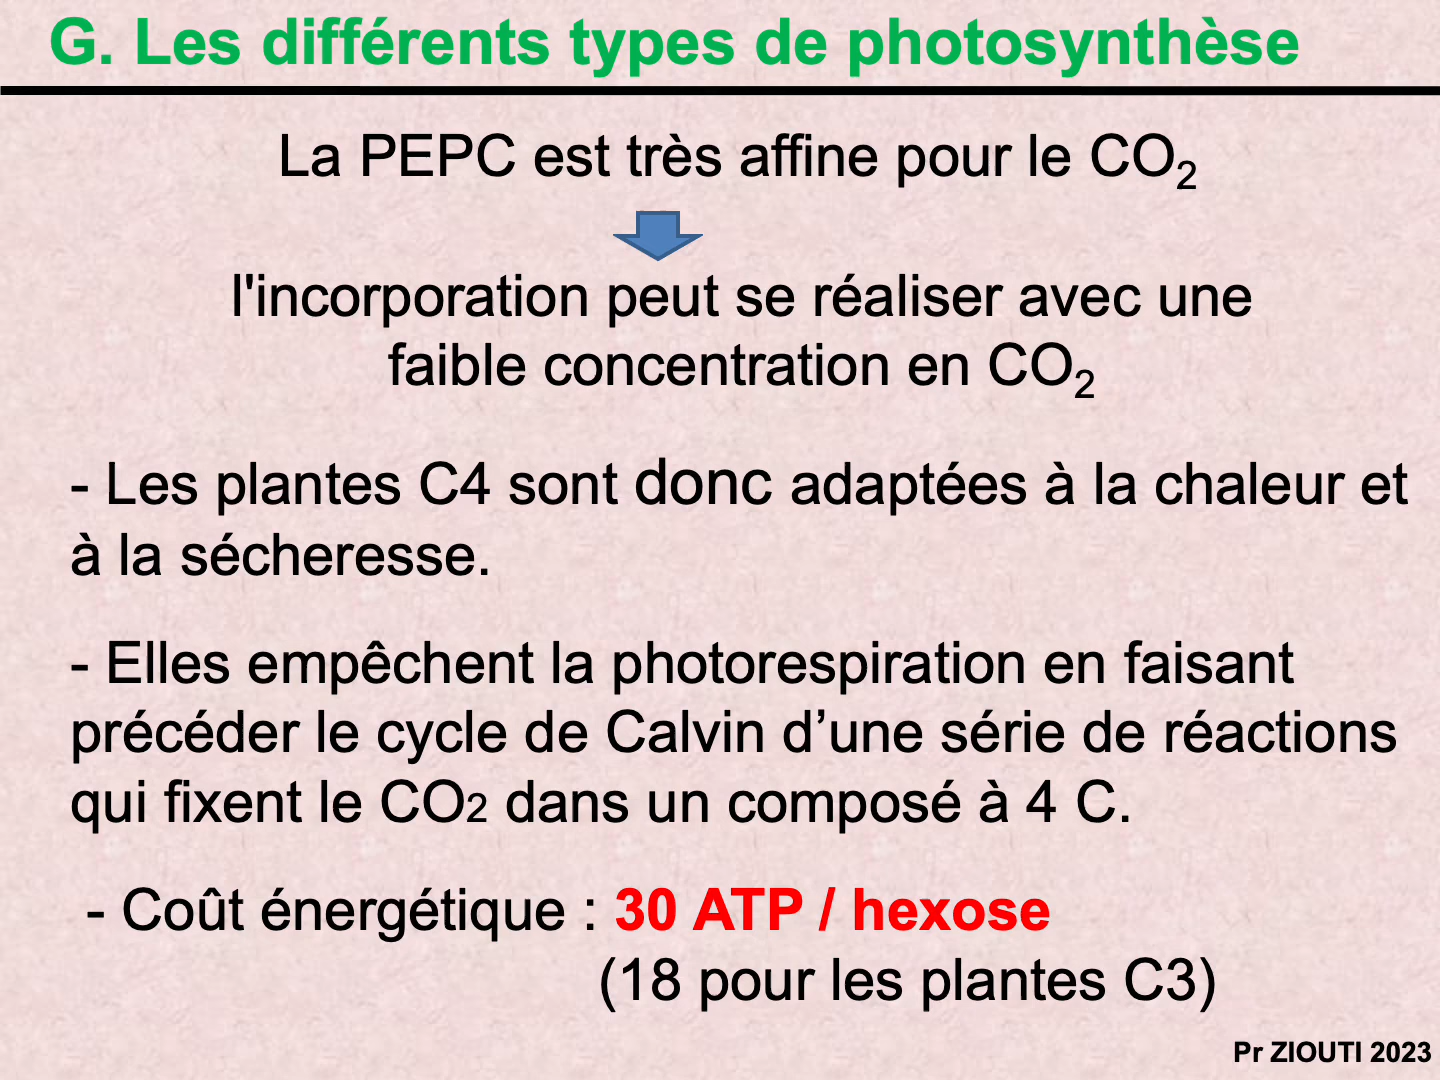 G. Les différents types de photosynthèse
La PEPC est très affine pour le CO₂
l'incorporation peut se réaliser avec une
faible concentration en CO₂
- Les plantes C4 sont donc adaptées à la chaleur et
à la sécheresse.
- Elles empêchent la photorespiration en faisant
précéder le cycle de Calvin d’une série de réactions
qui fixent le CO2 dans un composé à 4 C.
- Coût énergétique : 30 ATP / hexose
(18 pour les plantes C3)
Pr ZIOUTI 2023